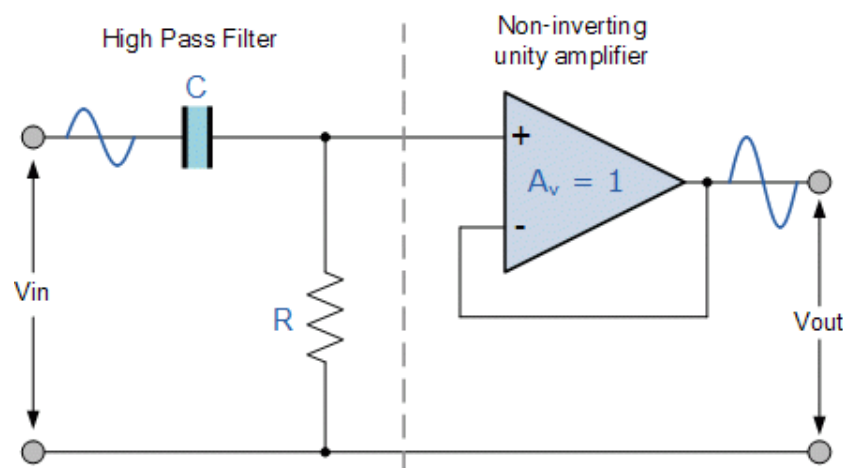 High Pass Filter
Non-inverting
unity amplifier
C
+
Av = 1
-
Vin
R
Vout